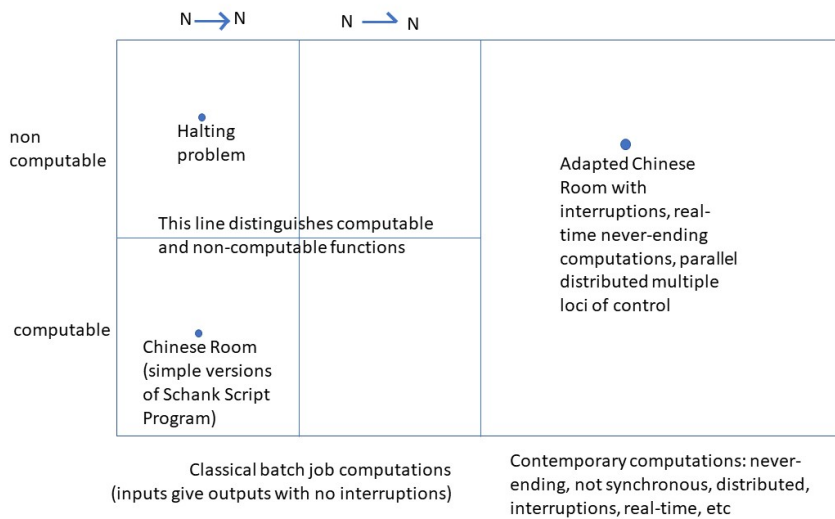 N → N N ⇀ N
non
computable
Halting
problem
Adapted Chinese
Room with
interruptions, real-
time never-ending
computations, parallel
distributed multiple
loci of control
This line distinguishes computable
and non-computable functions
computable
Chinese Room
(simple versions
of Schank Script
Program)
Classical batch job computations
(inputs give outputs with no interruptions)
Contemporary computations: never-
ending, not synchronous, distributed,
interruptions, real-time, etc